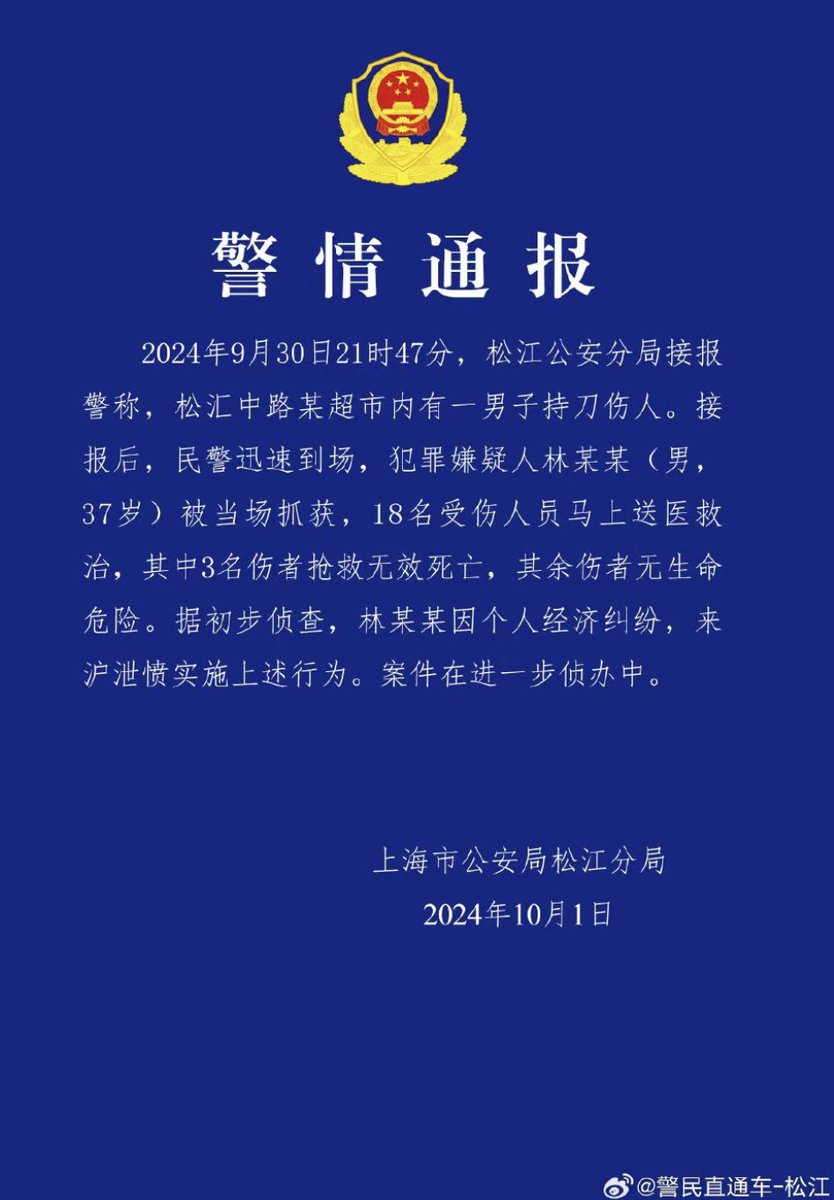 警情通报
2024年9月30日21时47分，松江公安分局接报
警称，松汇中路某超市内有一男子持刀伤人。接
报后，民警迅速到场，犯罪嫌疑人林某某（男，
37岁）被当场抓获，18名受伤人员马上送医救
治，其中3名伤者抢救无效死亡，其余伤者无生命
危险。据初步侦查，林某某因个人经济纠纷，来
沪泄愤实施上述行为。案件在进一步侦办中。
上海市公安局松江分局
2024年10月1日
@警民直通车-松江